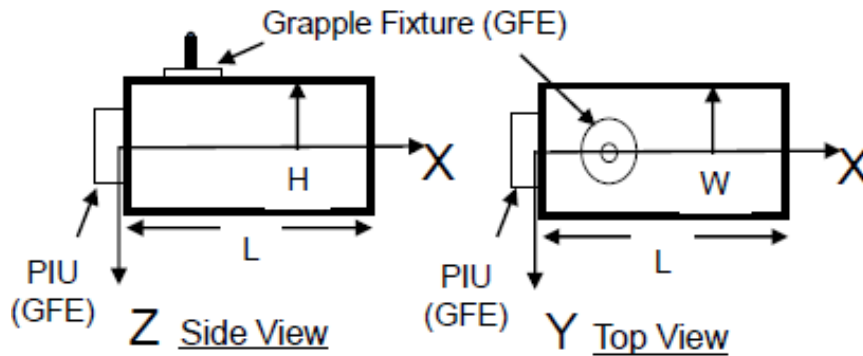 Grapple Fixture (GFE)
X
X
H
W
L
L
PIU
(GFE)
PIU
(GFE)
Z Side View
Y Top View